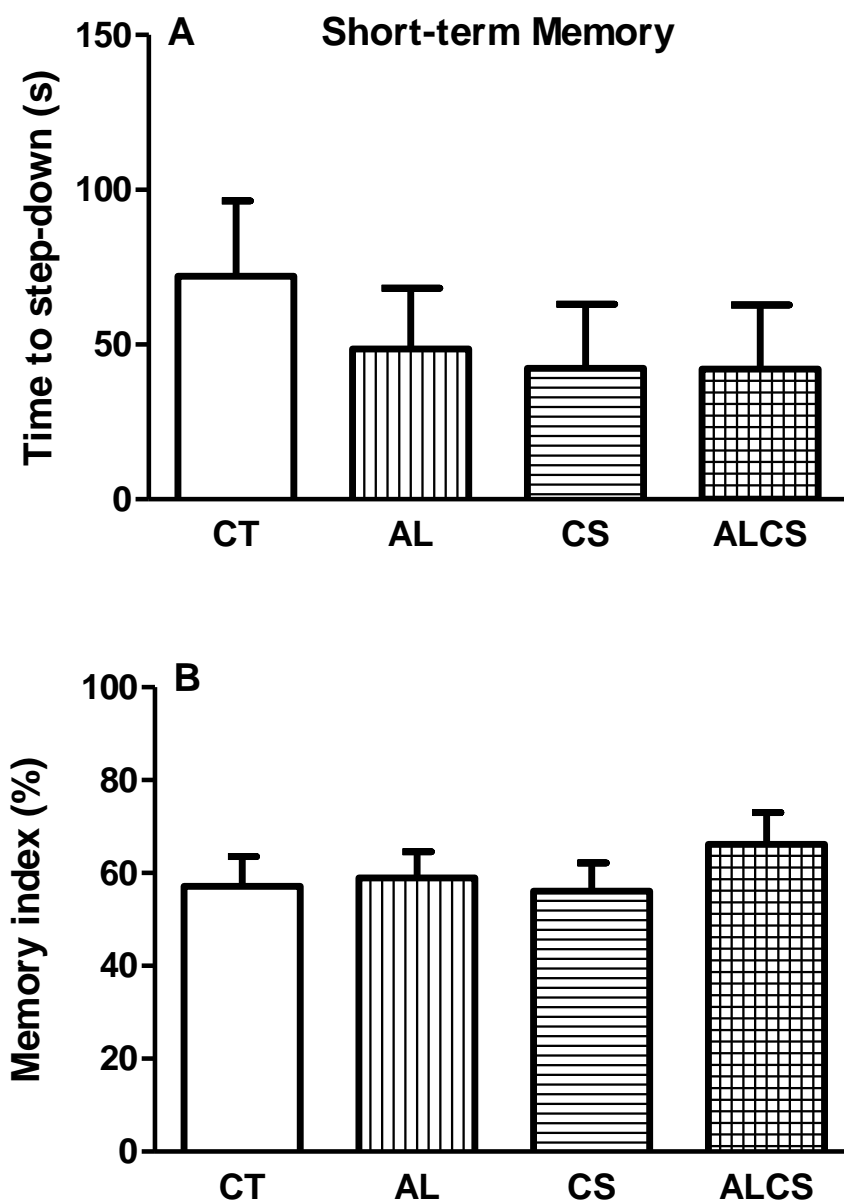 A
Short-term Memory
Time to step-down (s)
150
100
50
0
CT AL CS ALCS
B
Memory index (%)
100
80
60
40
20
0
CT AL CS ALCS